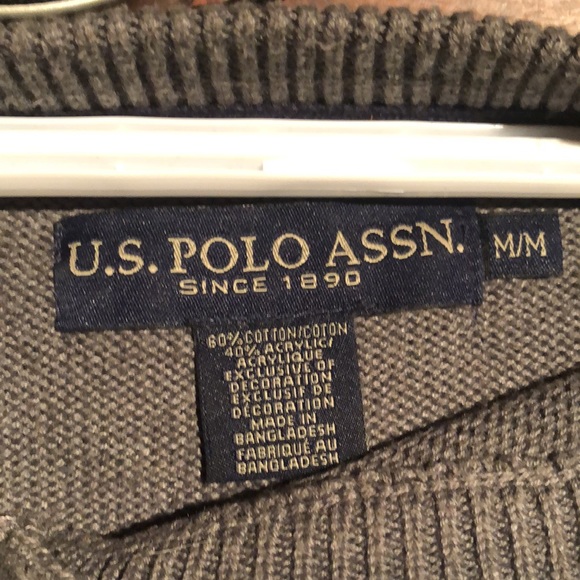 U.S. POLO ASSN.
SINCE 1890
M/M
60% COTTON/COTON
40% ACRYLIC/
ACRYLIQUE
EXCLUSIVE OF
DECORATION
EXCLUSIF DE
DÉCORATION
MADE IN
BANGLADESH
FABRIQUÉ AU
BANGLADESH